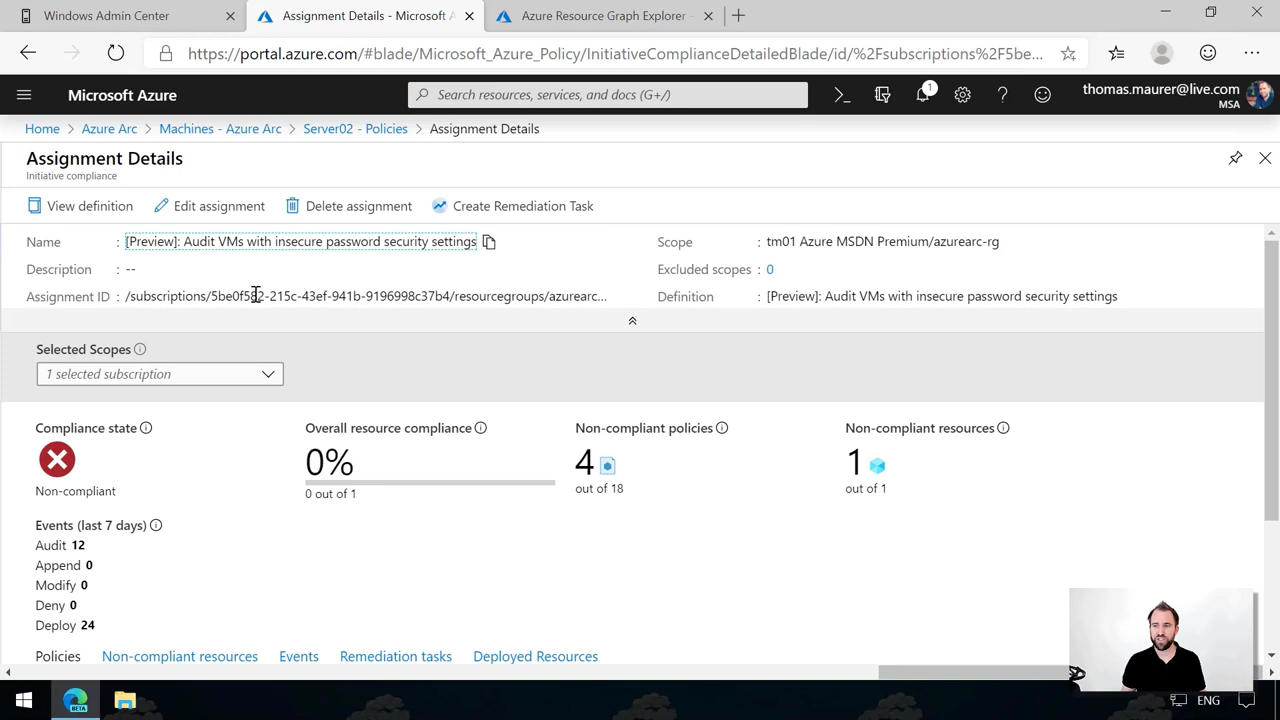 Windows Admin Center
Assignment Details - Microsoft A
Azure Resource Graph Explorer -
https://portal.azure.com/#blade/Microsoft_Azure_Policy/InitiativeComplianceDetailedBlade/id/%2Fsubscriptions%2F5be0f5...
Microsoft Azure
Search resources, services, and docs (G+/)
1
thomas.maurer@live.com
MSA
Home > Azure Arc > Machines - Azure Arc > Server02 - Policies > Assignment Details
Assignment Details
Initiative compliance
View definition
Edit assignment
Delete assignment
Create Remediation Task
Name : [Preview]: Audit VMs with insecure password security settings
Scope : tm01 Azure MSDN Premium/azurearc-rg
Description : --
Excluded scopes : 0
Assignment ID : /subscriptions/5be0f582-215c-43ef-941b-9196998c37b4/resourcegroups/azurearc...
Definition : [Preview]: Audit VMs with insecure password security settings
Selected Scopes
1 selected subscription
Compliance state
Non-compliant
Overall resource compliance
0%
0 out of 1
Non-compliant policies
4
out of 18
Non-compliant resources
1
out of 1
Events (last 7 days)
Audit 12
Append 0
Modify 0
Deny 0
Deploy 24
Policies
Non-compliant resources
Events
Remediation tasks
Deployed Resources
BETA
ENG